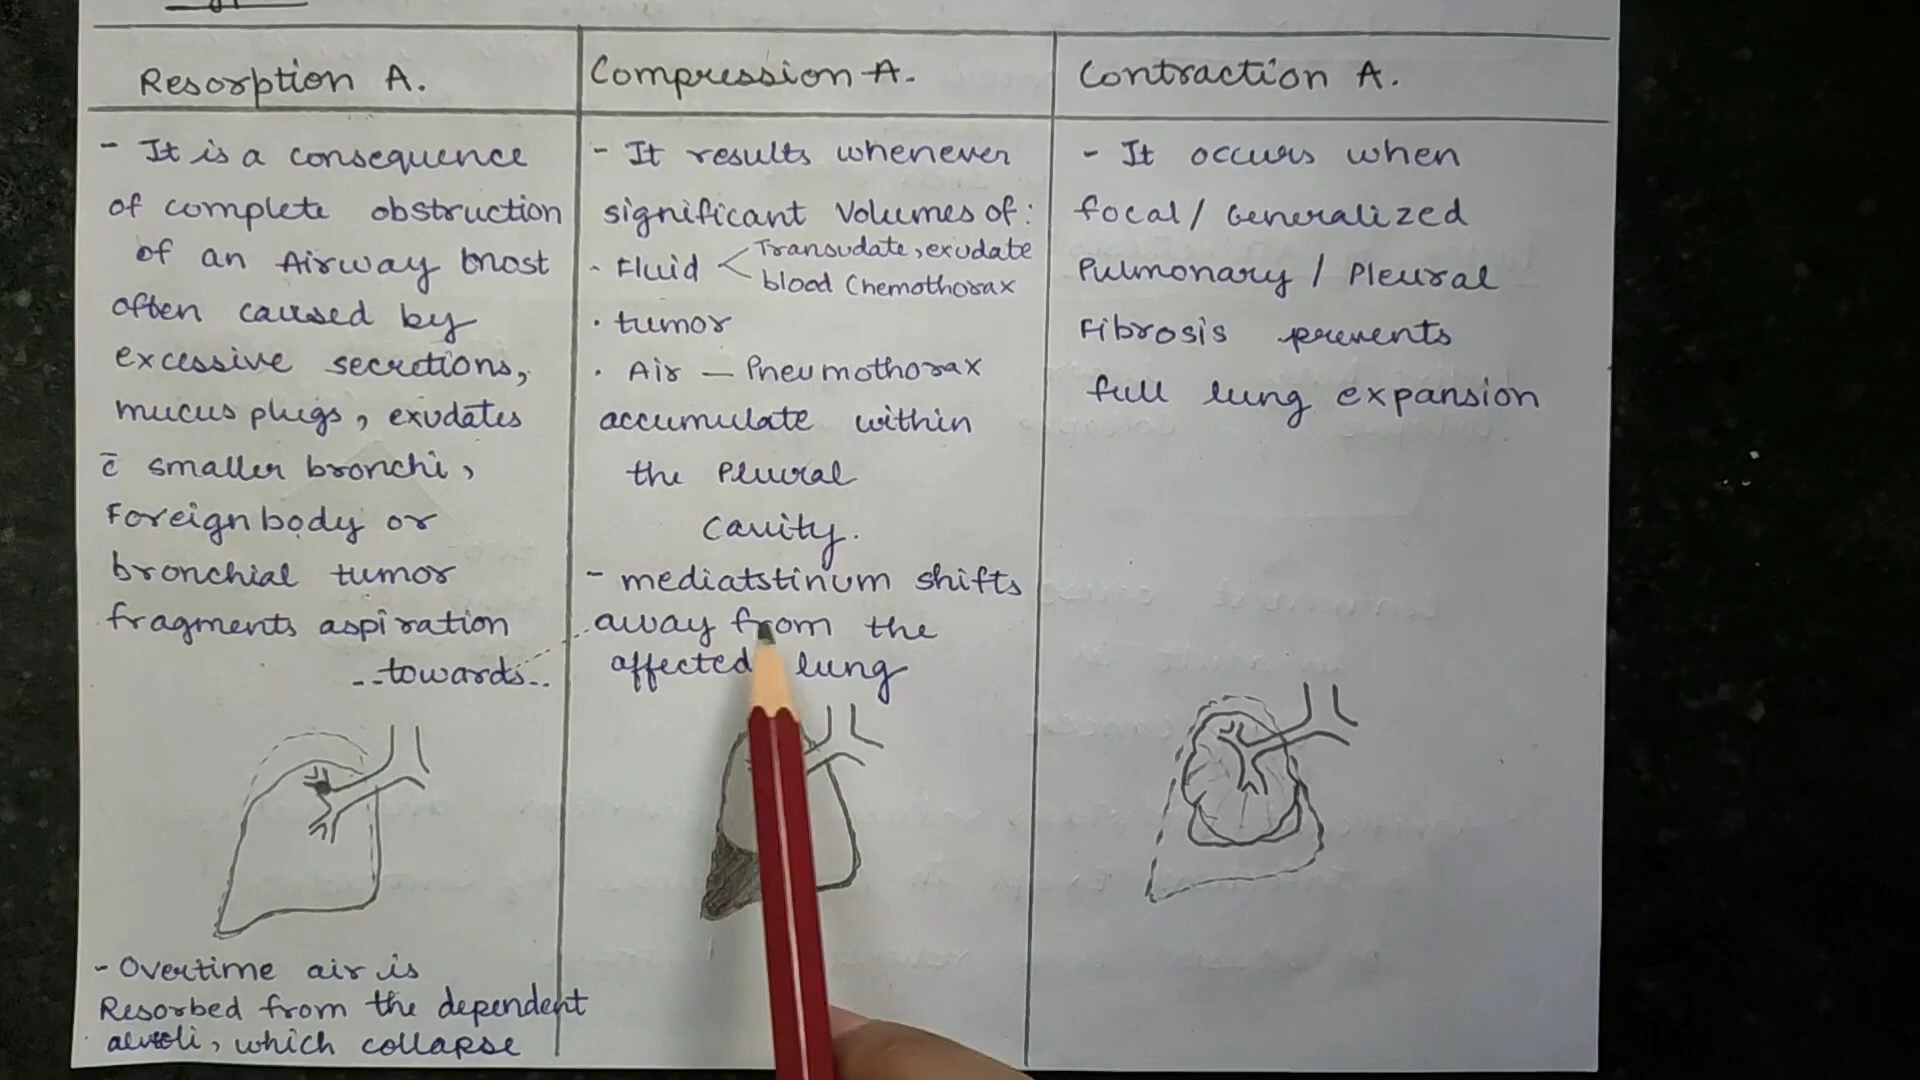 Resorption A.
- It is a consequence
of complete obstruction
of an Airway most
often caused by
excessive secretions,
mucus plugs, exudates
c̄ smaller bronchi,
Foreign body or
bronchial tumor
fragments aspiration
--towards--
- Overtime air is
Resorbed from the dependent
alveoli, which collapse
Compression A.
- It results whenever
significant Volumes of:
- Fluid < Transudate, exudate
blood (hemothorax
· tumor
· Air — Pneumothorax
accumulate within
the Plural
Cavity.
- mediatstinum shifts
away from the
affected lung
Contraction A.
- It occurs when
focal / Generalized
Pulmonary / Pleural
Fibrosis prevents
full lung expansion